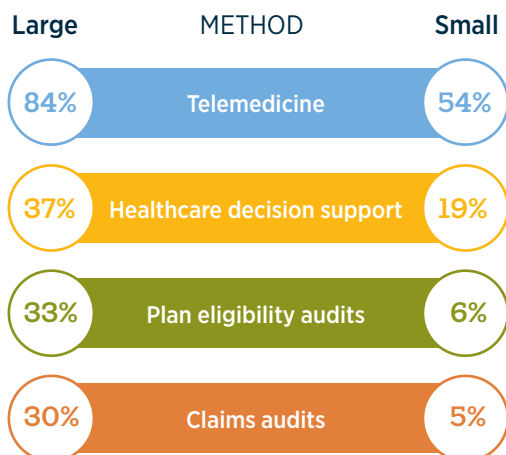 Large METHOD Small
84% Telemedicine 54%
37% Healthcare decision support 19%
33% Plan eligibility audits 6%
30% Claims audits 5%